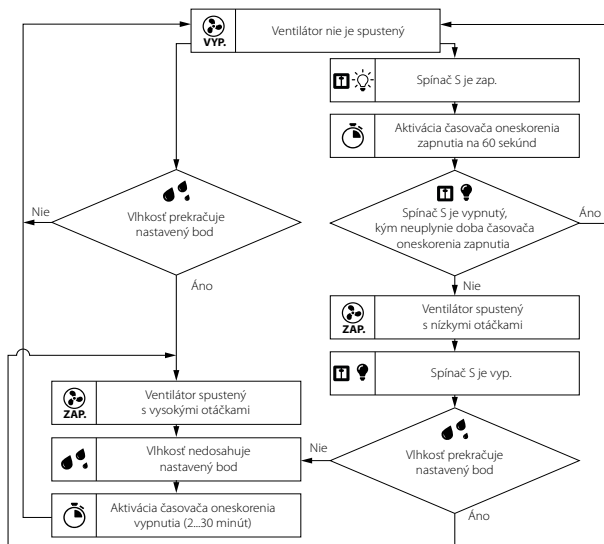 VYP.
Ventilátor nie je spustený
Spínač S je zap.
Aktivácia časovača oneskorenia
zapnutia na 60 sekúnd
Nie
Vlhkosť prekračuje
nastavený bod
Áno
Spínač S je vypnutý,
kým neuplynie doba časovača
oneskorenia zapnutia
Áno
Nie
ZAP.
Ventilátor spustený
s nízkymi otáčkami
Spínač S je vyp.
ZAP.
Ventilátor spustený
s vysokými otáčkami
Vlhkosť nedosahuje
nastavený bod
Nie
Vlhkosť prekračuje
nastavený bod
Áno
Aktivácia časovača oneskorenia
vypnutia (2...30 minút)